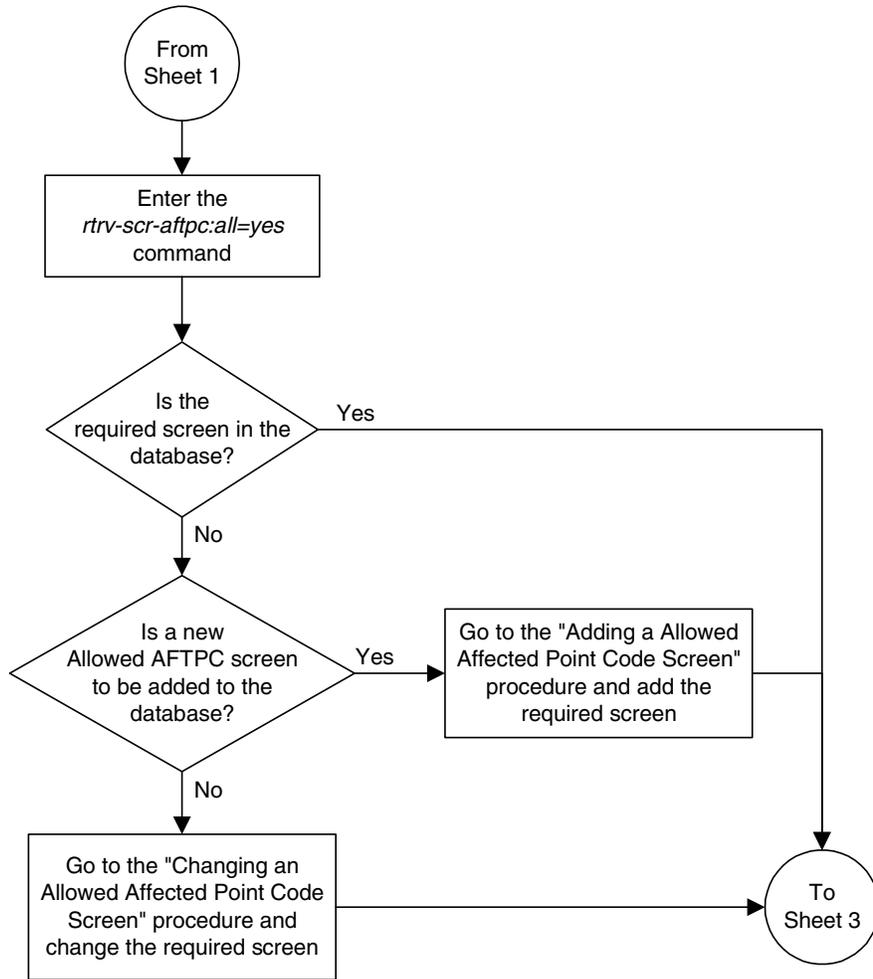 From
Sheet 1
Enter the
rtrv-scr-aftpc:all=yes
command
Is the
required screen in the
database?
Yes
No
Is a new
Allowed AFTPC screen
to be added to the
database?
Yes
Go to the "Adding a Allowed
Affected Point Code Screen"
procedure and add the
required screen
No
Go to the "Changing an
Allowed Affected Point Code
Screen" procedure and
change the required screen
To
Sheet 3